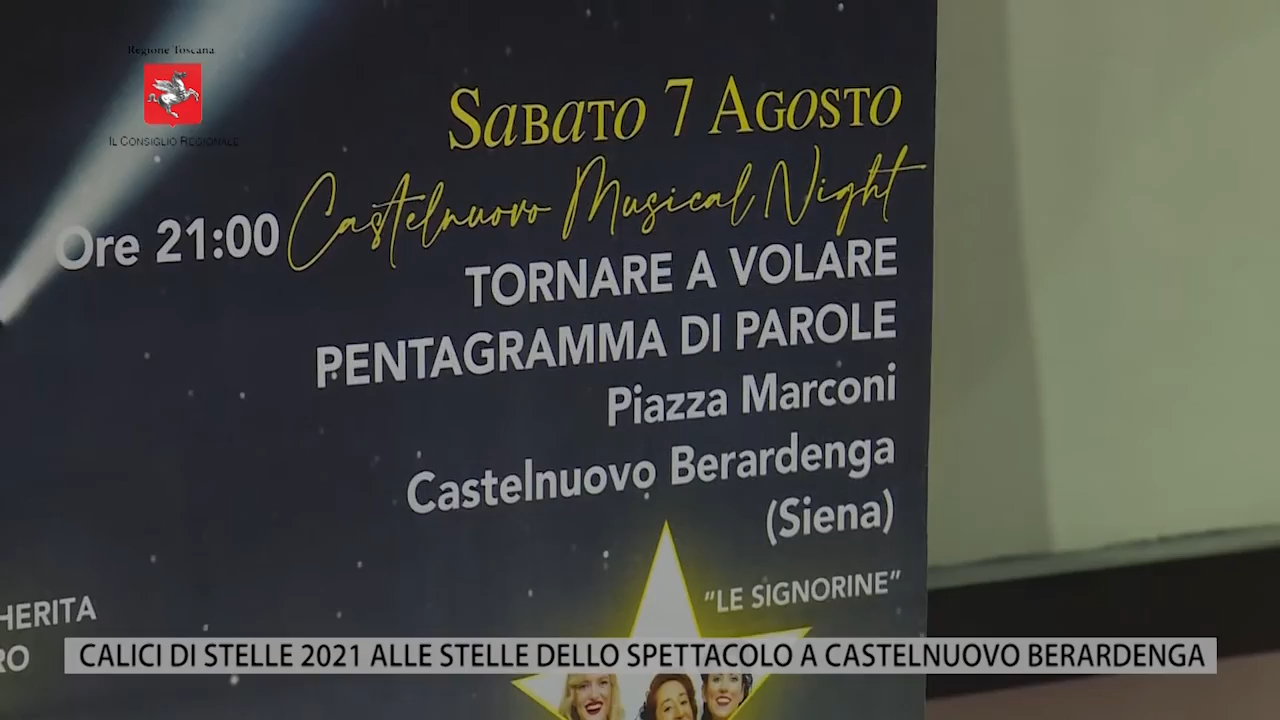 Regione Toscana
IL CONSIGLIO REGIONALE
SABATO 7 AGOSTO
Ore 21:00 Castelnuovo Musical Night
TORNARE A VOLARE
PENTAGRAMMA DI PAROLE
Piazza Marconi
Castelnuovo Berardenga
(Siena)
"LE SIGNORINE"
HERITA
RO
CALICI DI STELLE 2021 ALLE STELLE DELLO SPETTACOLO A CASTELNUOVO BERARDENGA